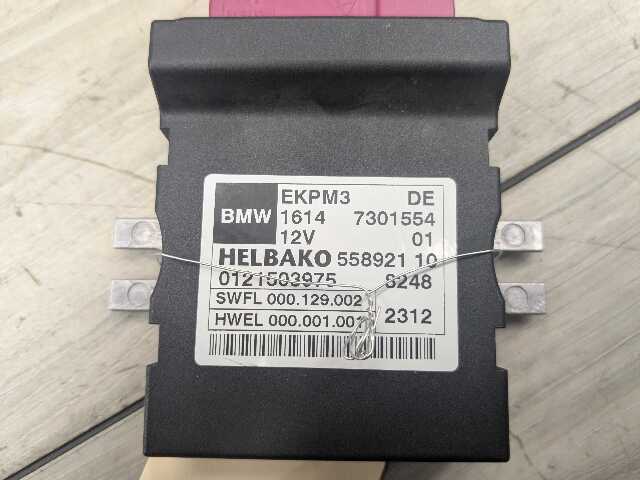 BMW EKPM3 DE
1614 7301554
12V 01
HELBAKO 558921 10
0121503975 8248
SWFL 000.129.002
HWEL 000.001.001 2312